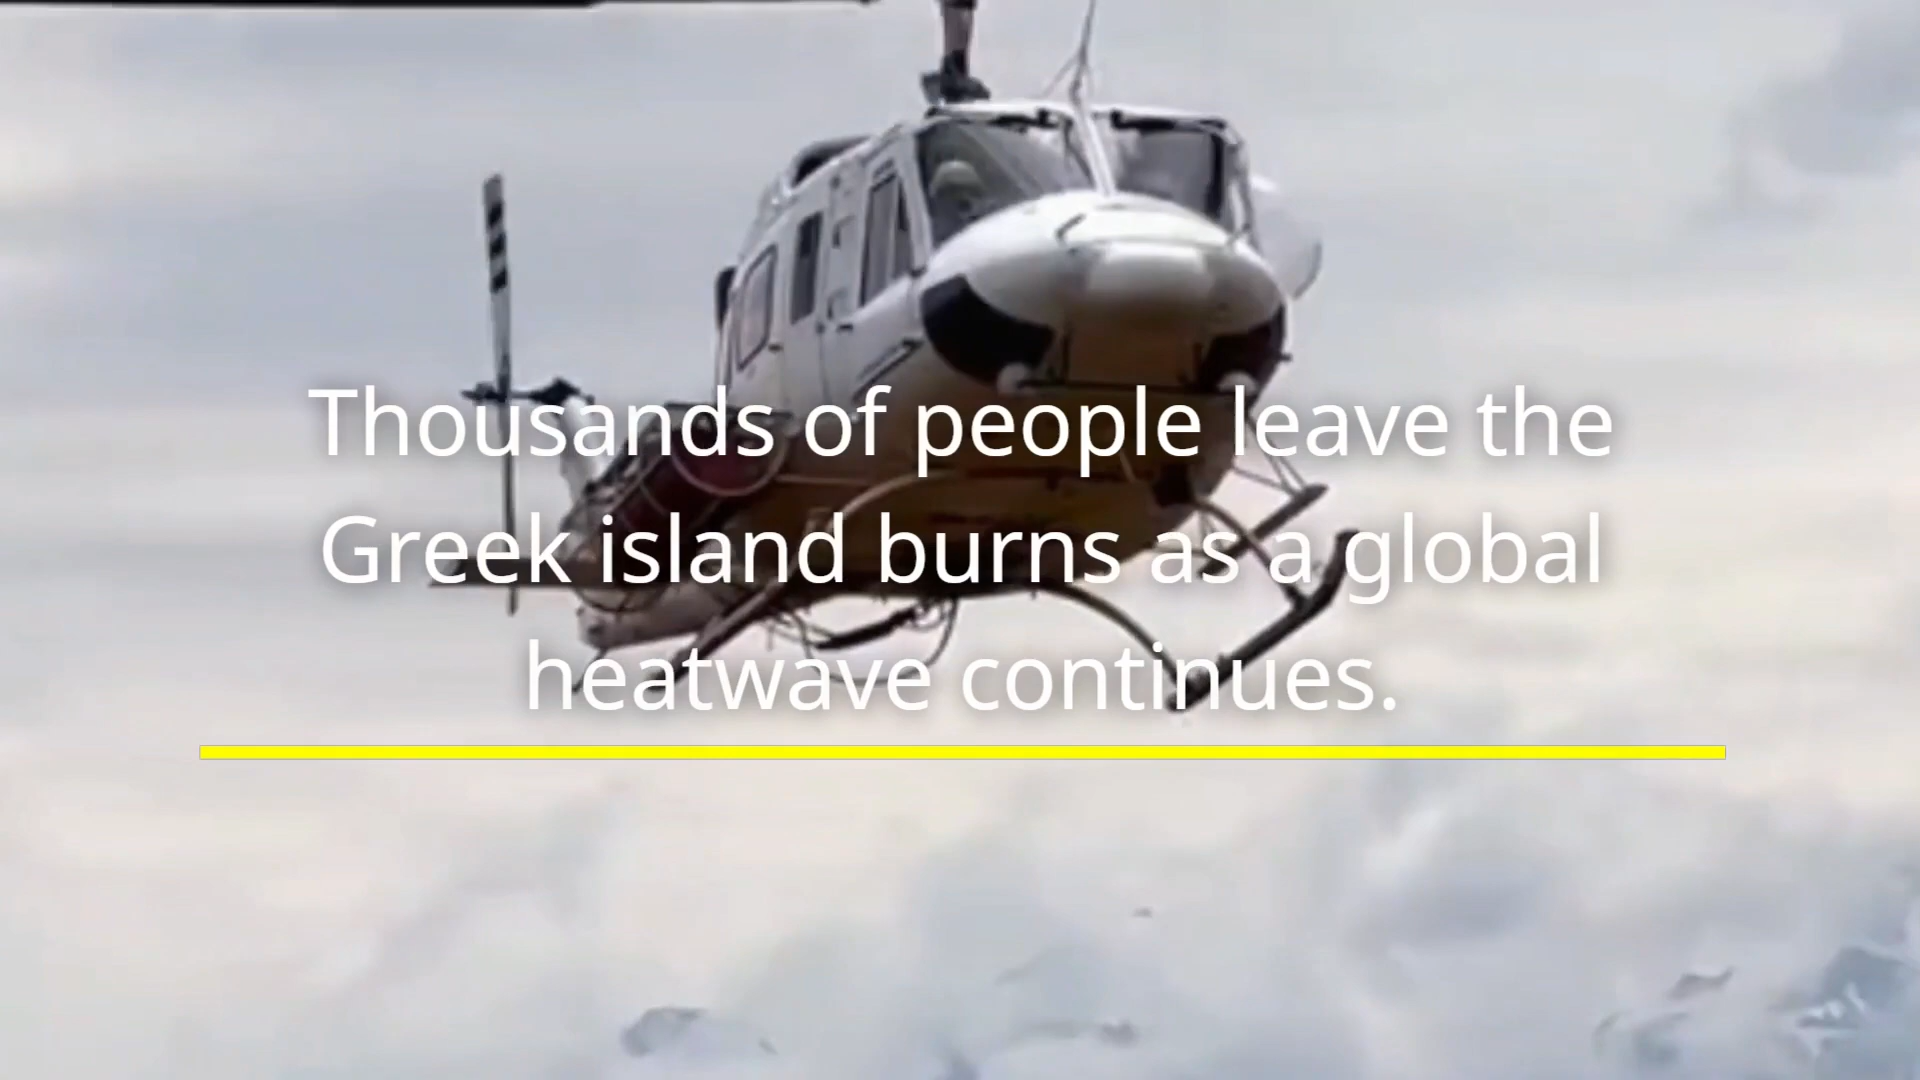 Thousands of people leave the
Greek island burns as a global
heatwave continues.